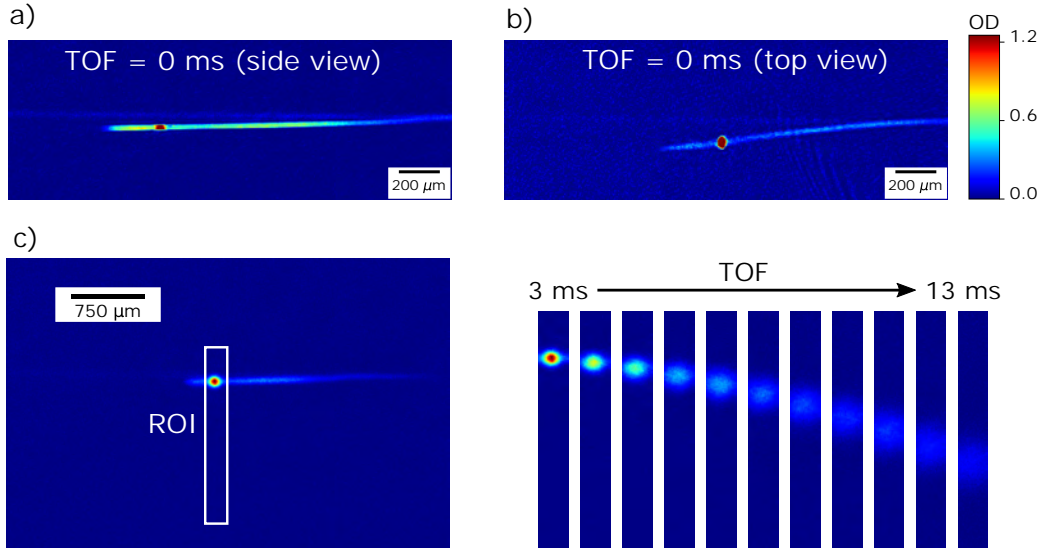 a)
TOF = 0 ms (side view)
200 µm
b)
TOF = 0 ms (top view)
200 µm
OD
1.2
0.6
0.0
c)
750 µm
ROI
TOF
3 ms
13 ms